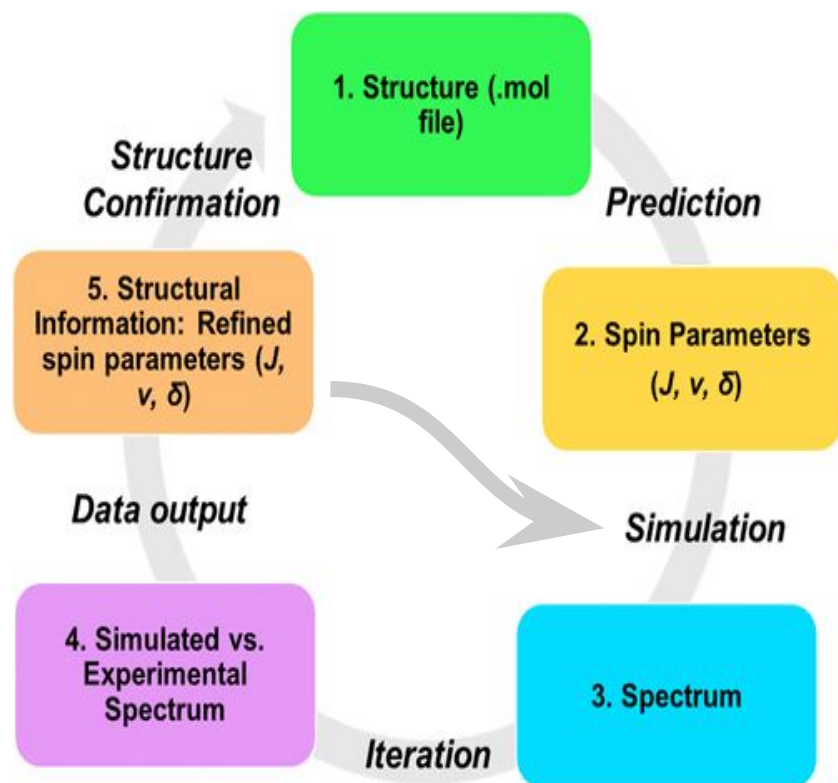 1. Structure (.mol
file)
Structure
Confirmation
Prediction
5. Structural
Information: Refined
spin parameters (J,
v, δ)
2. Spin Parameters
(J, v, δ)
Data output
Simulation
4. Simulated vs.
Experimental
Spectrum
3. Spectrum
Iteration